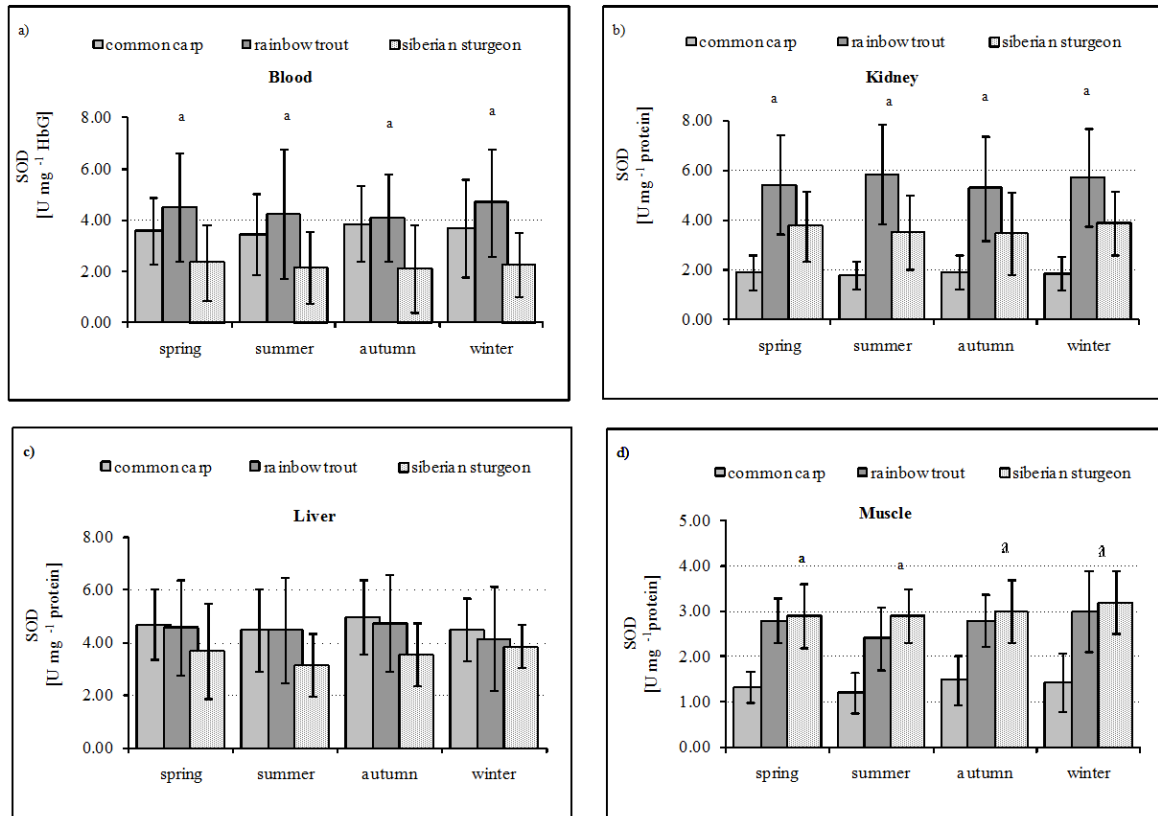 a)
common carp rainbow trout siberian sturgeon
Blood
SOD
[U mg -1 HbG]
8.00
6.00
4.00
2.00
0.00
a a a a
spring summer autumn winter
b)
common carp rainbow trout siberian sturgeon
Kidney
SOD
[U mg -1 protein]
8.00
6.00
4.00
2.00
0.00
a a a a
spring summer autumn winter
c)
common carp rainbow trout siberian sturgeon
Liver
SOD
[U mg -1 protein]
8.00
6.00
4.00
2.00
0.00
spring summer autumn winter
d)
common carp rainbow trout siberian sturgeon
Muscle
SOD
[U mg -1protein]
5.00
4.00
3.00
2.00
1.00
0.00
a a a a
spring summer autumn winter